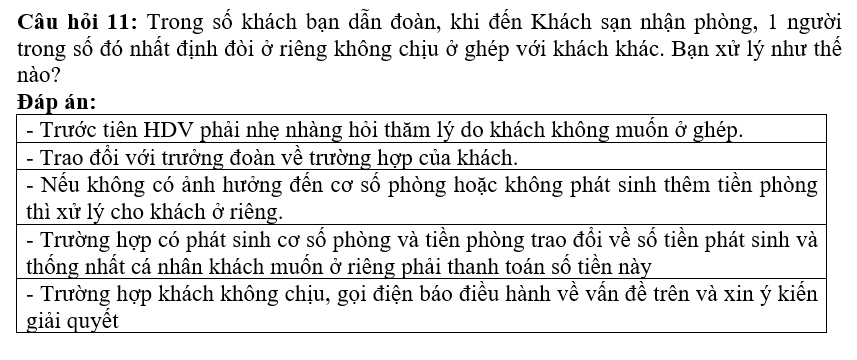 Câu hỏi 11: Trong số khách bạn dẫn đoàn, khi đến Khách sạn nhận phòng, 1 người
trong số đó nhất định đòi ở riêng không chịu ở ghép với khách khác. Bạn xử lý như thế
nào?
Đáp án:
- Trước tiên HDV phải nhẹ nhàng hỏi thăm lý do khách không muốn ở ghép.
- Trao đổi với trưởng đoàn về trường hợp của khách.
- Nếu không có ảnh hưởng đến cơ số phòng hoặc không phát sinh thêm tiền phòng
thì xử lý cho khách ở riêng.
- Trường hợp có phát sinh cơ số phòng và tiền phòng trao đổi về số tiền phát sinh và
thống nhất cá nhân khách muốn ở riêng phải thanh toán số tiền này
- Trường hợp khách không chịu, gọi điện báo điều hành về vấn đề trên và xin ý kiến
giải quyết